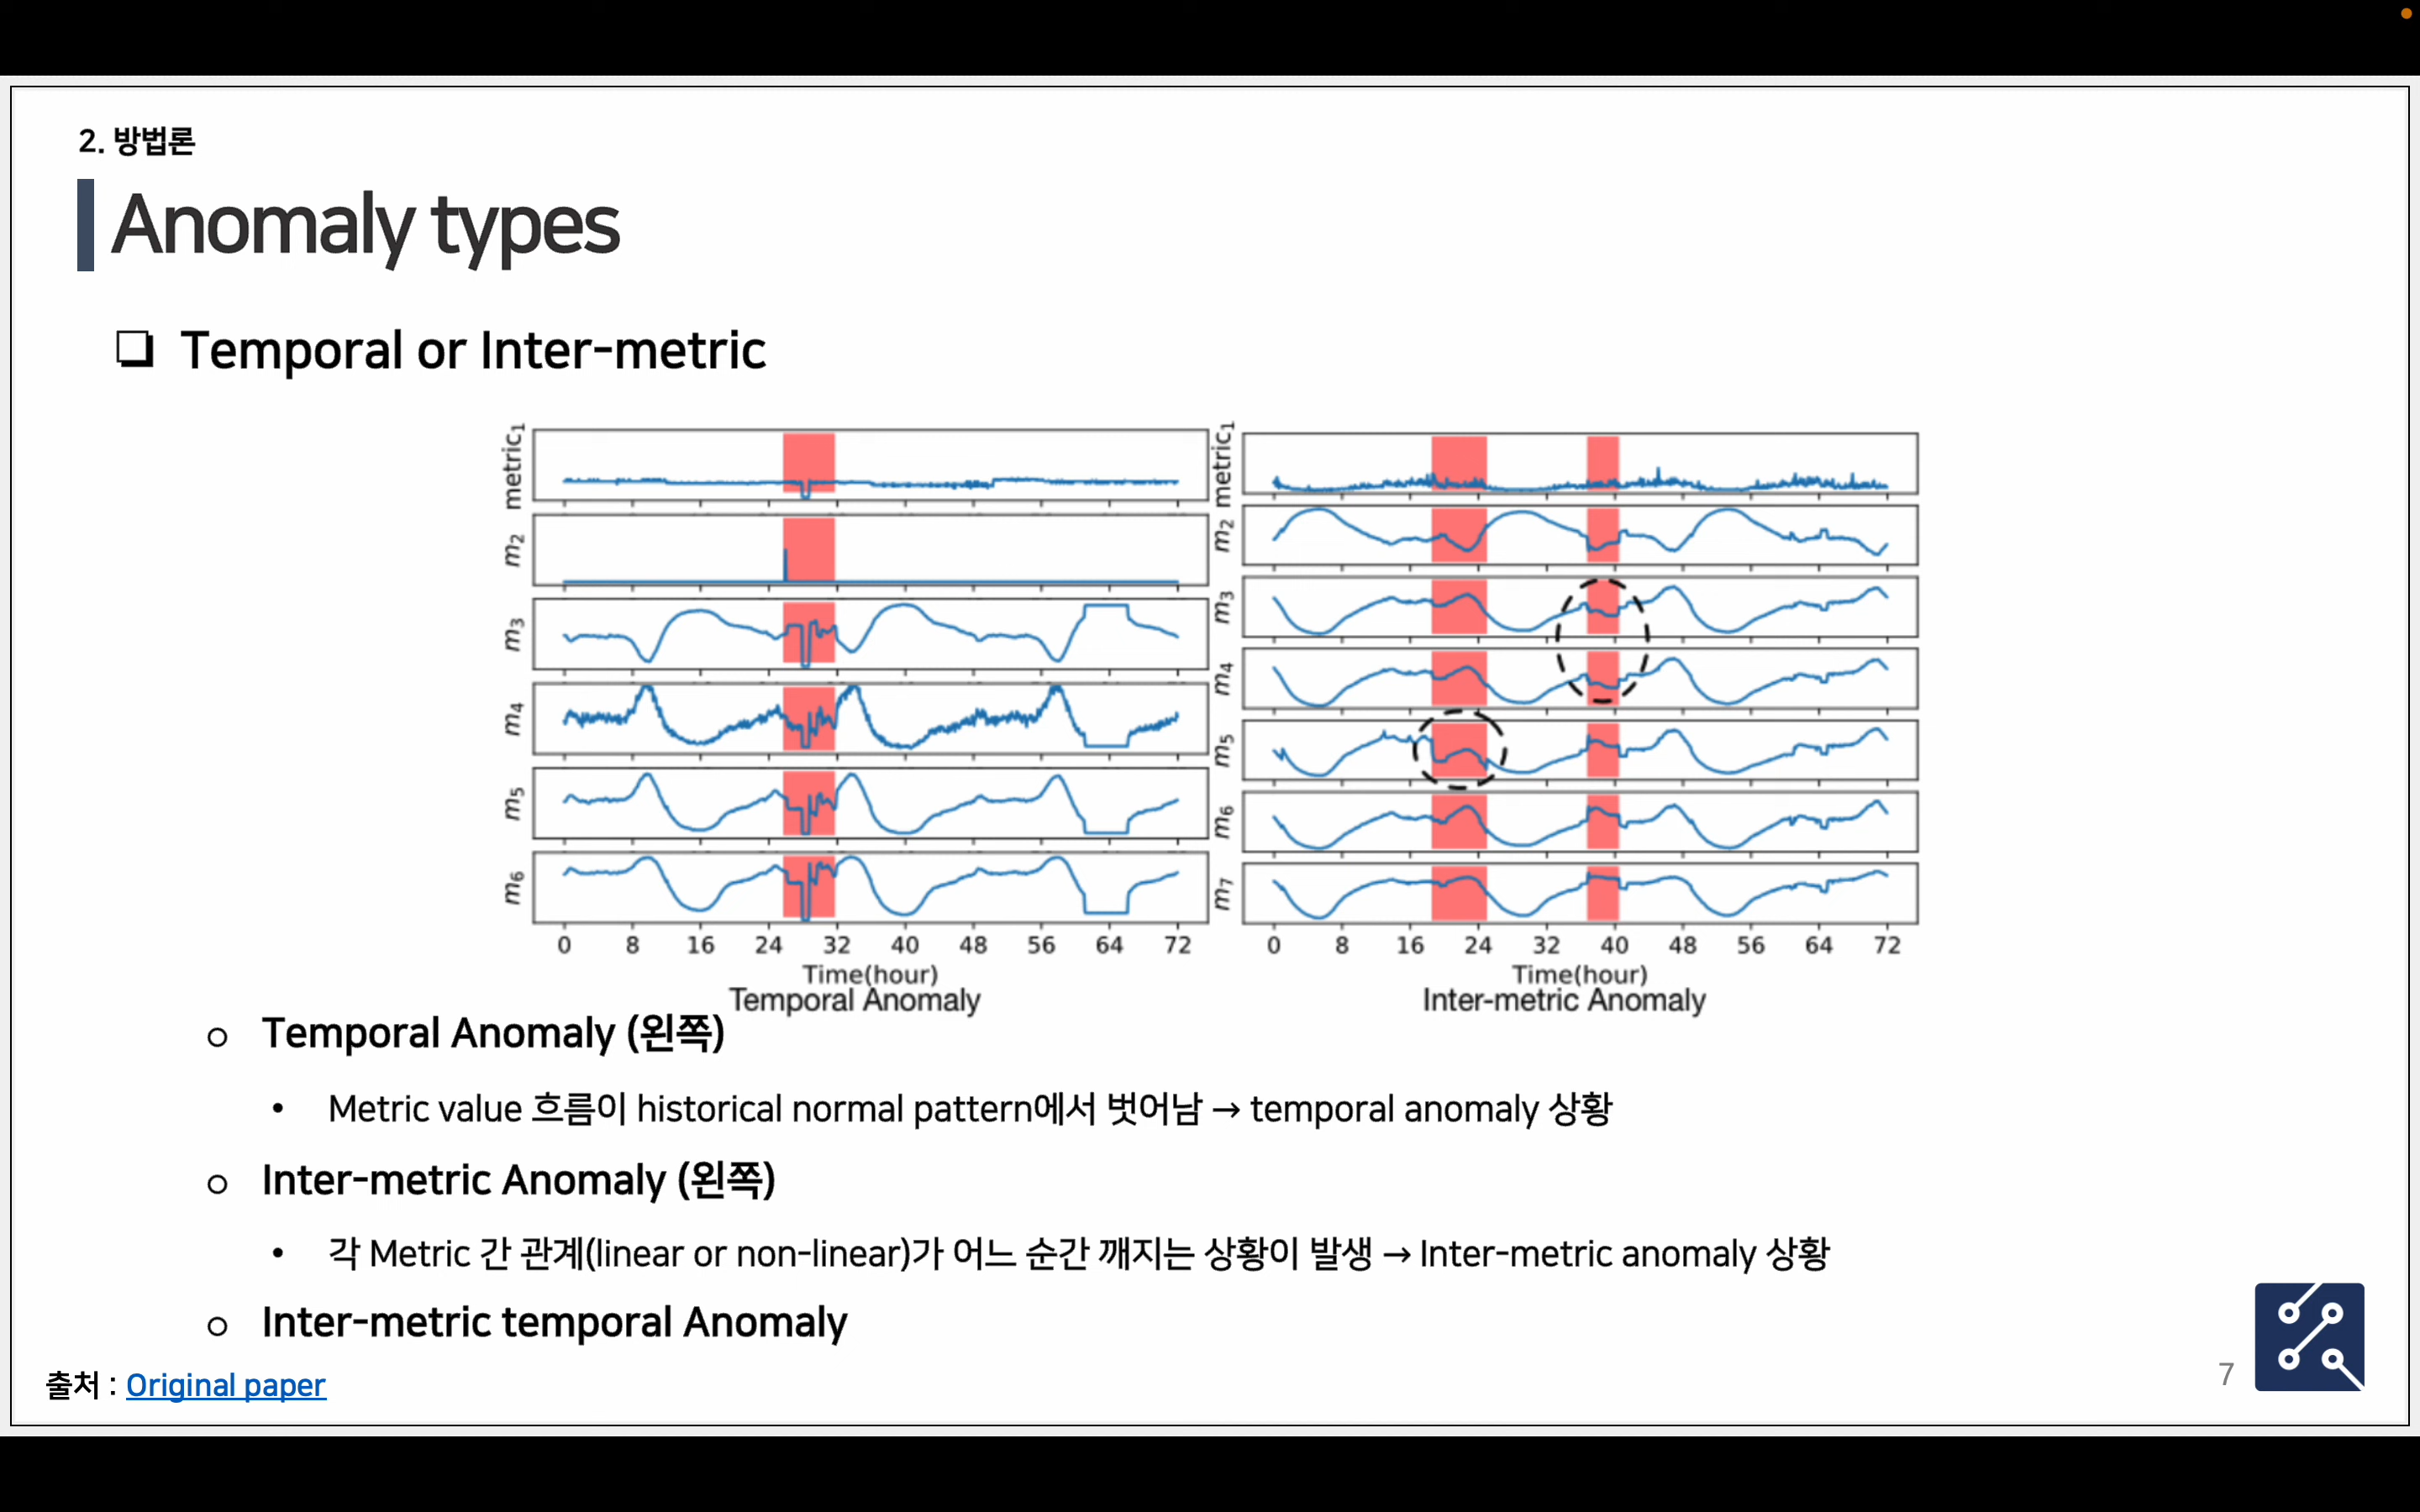 2. 방법론
Anomaly types
❑ Temporal or Inter-metric
metric1
m2
m3
m4
m5
m6
0 8 16 24 32 40 48 56 64 72
Time(hour)
Temporal Anomaly
metric1
m2
m3
m4
m5
m6
m7
0 8 16 24 32 40 48 56 64 72
Time(hour)
Inter-metric Anomaly
○ Temporal Anomaly (왼쪽)
• Metric value 흐름이 historical normal pattern에서 벗어남 → temporal anomaly 상황
○ Inter-metric Anomaly (왼쪽)
• 각 Metric 간 관계(linear or non-linear)가 어느 순간 깨지는 상황이 발생 → Inter-metric anomaly 상황
○ Inter-metric temporal Anomaly
출처 : Original paper
7